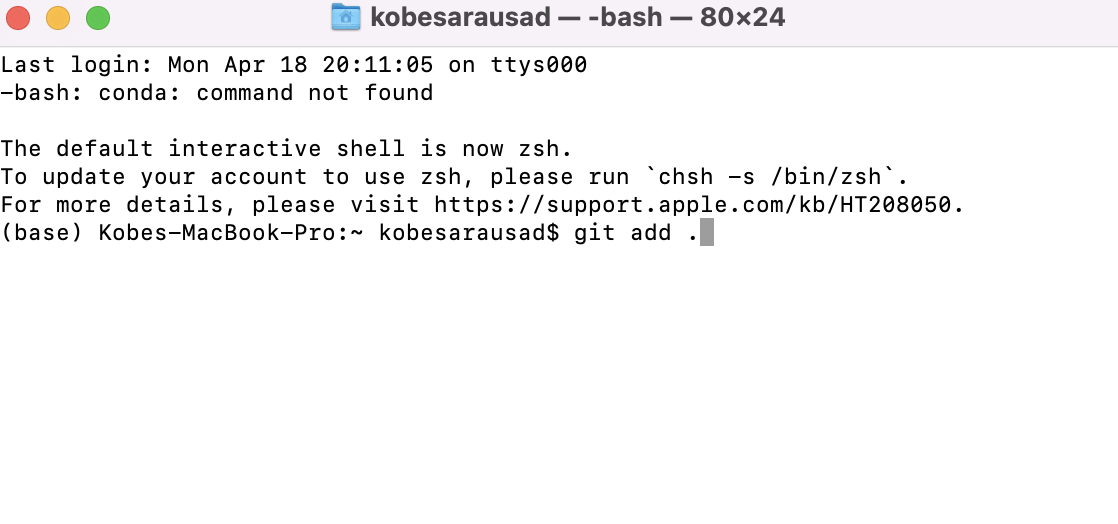 kobesarausad — -bash — 80×24
Last login: Mon Apr 18 20:11:05 on ttys000
-bash: conda: command not found
The default interactive shell is now zsh.
To update your account to use zsh, please run `chsh -s /bin/zsh`.
For more details, please visit https://support.apple.com/kb/HT208050.
(base) Kobes-MacBook-Pro:~ kobesarausad$ git add .